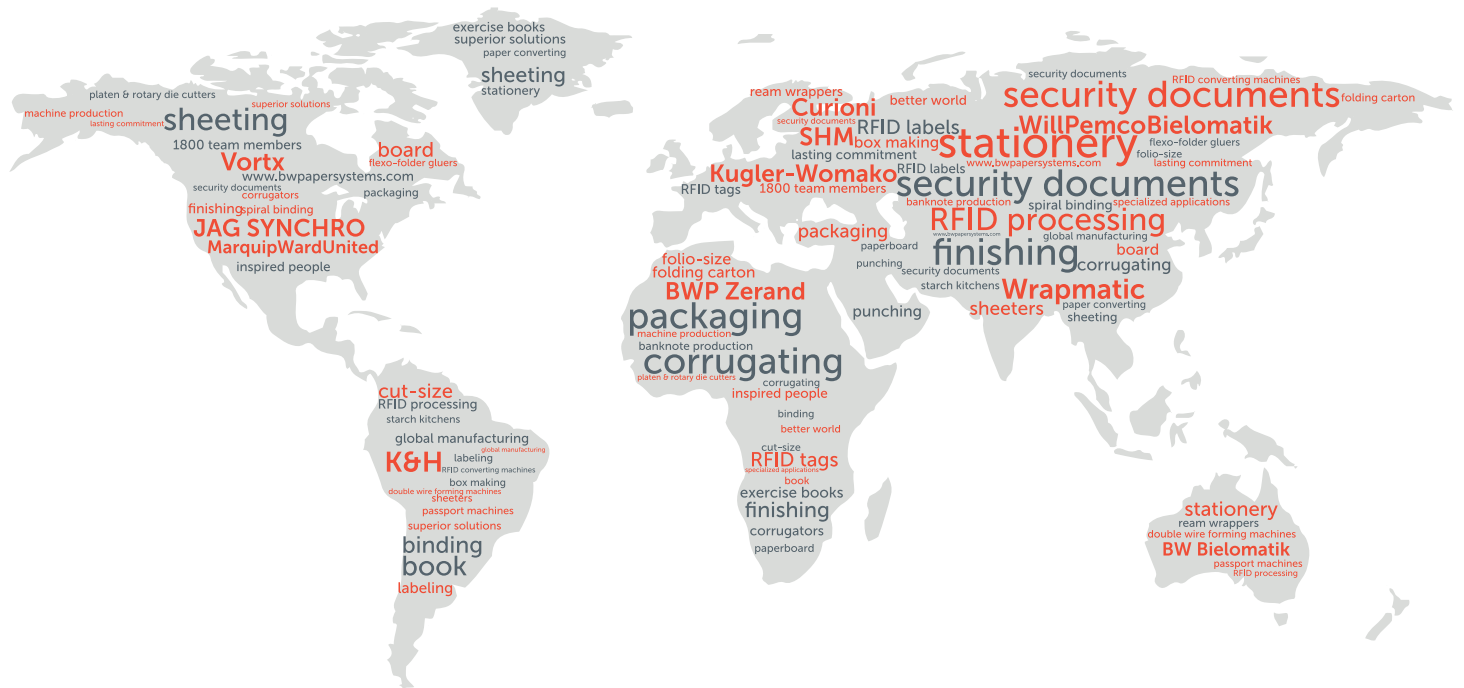 exercise books
superior solutions
paper converting
sheeting
stationery
platen & rotary die cutters
superior solutions
machine production
lasting commitment
sheeting
1800 team members
Vortx
board
flexo-folder gluers
www.bwpapersystems.com
security documents
corrugators
packaging
finishing
spiral binding
JAG SYNCHRO
MarquipWardUnited
inspired people
cut-size
RFID processing
starch kitchens
global manufacturing
global manufacturing
K&H
labeling
RFID converting machines
box making
double wire forming machines
sheeters
passport machines
superior solutions
binding
book
labeling
ream wrappers
Curioni
better world
security documents
SHM
RFID labels
box making
lasting commitment
Kugler-Womako
RFID labels
RFID tags
1800 team members
packaging
paperboard
punching
security documents
punching
folio-size
folding carton
BWP Zerand
packaging
machine production
banknote production
corrugating
platen & rotary die cutters
corrugating
inspired people
binding
better world
cut-size
RFID tags
specialized applications
book
exercise books
finishing
corrugators
paperboard
security documents
RFID converting machines
security documents
folding carton
WillPemcoBielomatik
stationery
flexo-folder gluers
folio-size
www.bwpapersystems.com
lasting commitment
security documents
banknote production
spiral binding
specialized applications
RFID processing
www.bwpapersystems.com
global manufacturing
finishing
board
corrugating
starch kitchens
Wrapmatic
sheeters
paper converting
sheeting
stationery
ream wrappers
double wire forming machines
BW Bielomatik
passport machines
RFID processing